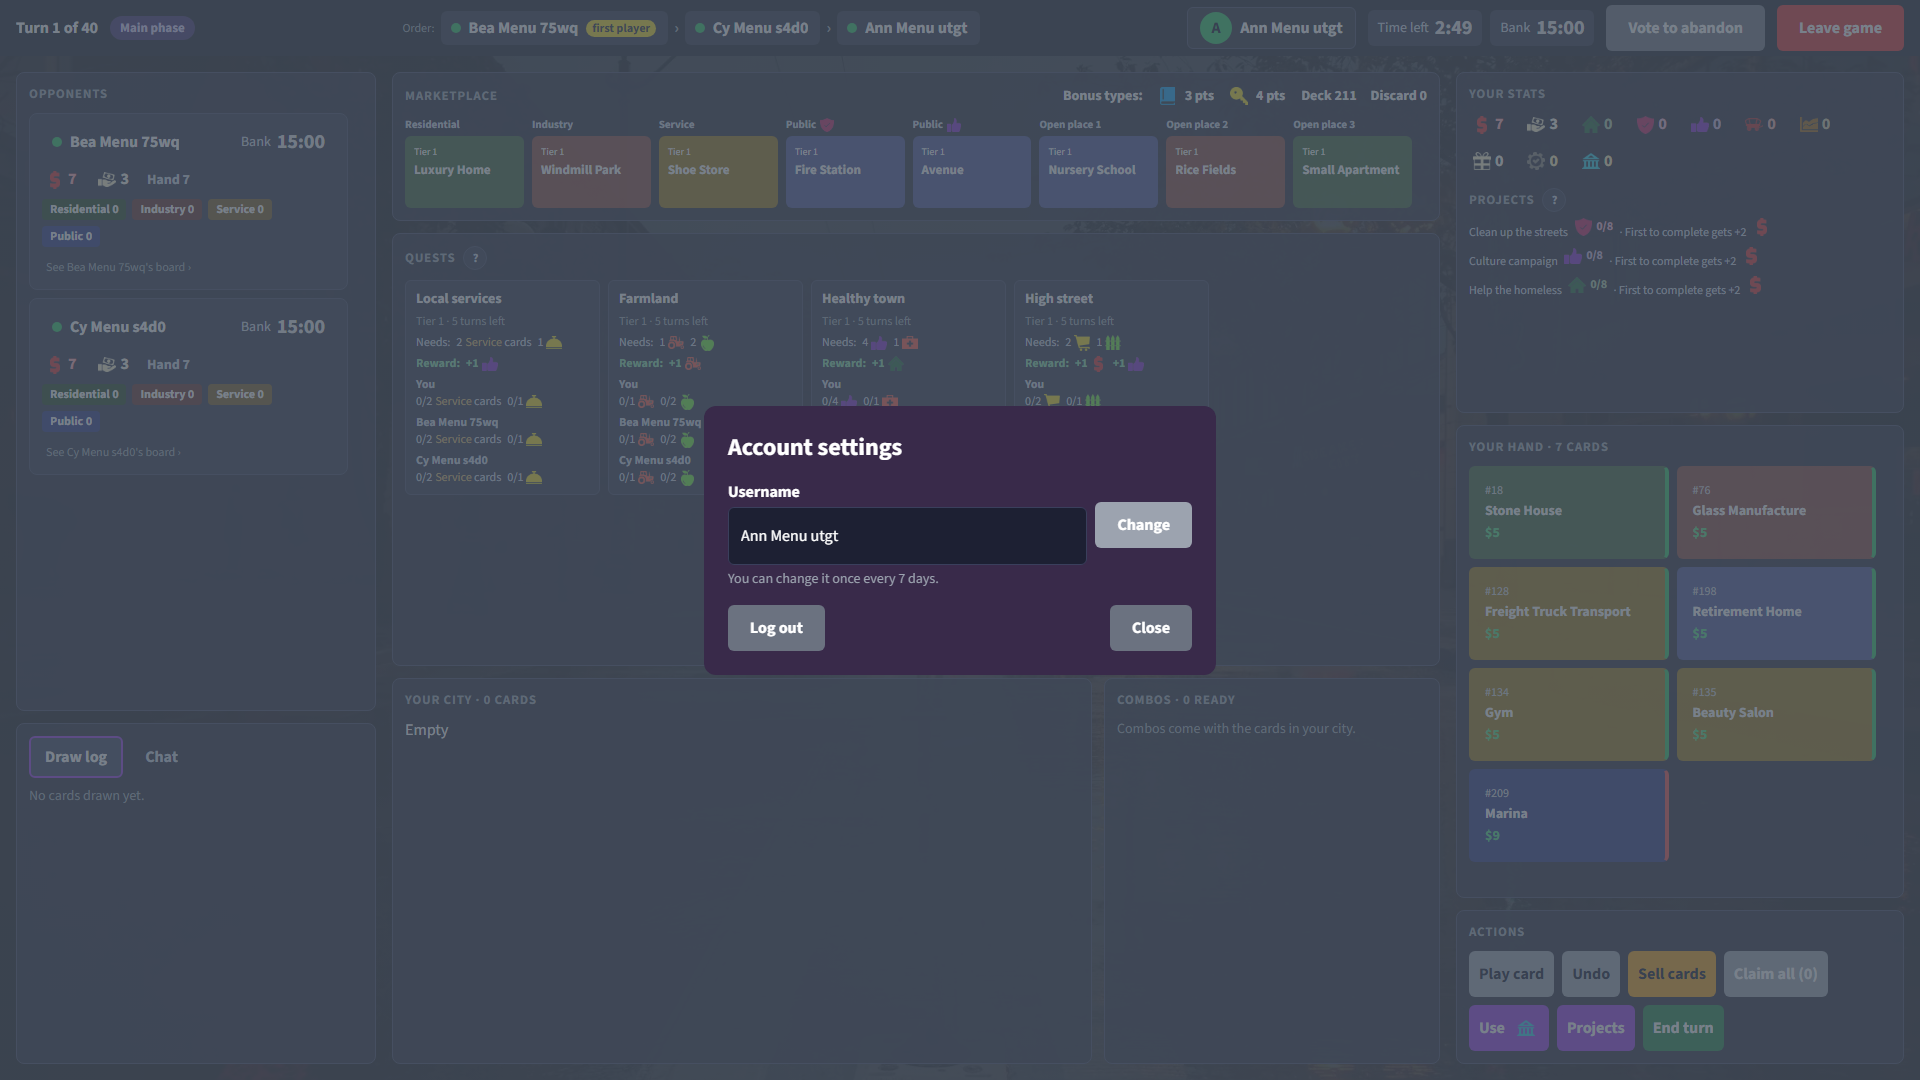 Turn 1 of 40 Main phase
Order: Bea Menu 75wq first player › Cy Menu s4d0 › Ann Menu utgt
A Ann Menu utgt
Time left 2:49
Bank 15:00
Vote to abandon
Leave game
OPPONENTS
Bea Menu 75wq Bank 15:00
7 3 Hand 7
Residential 0 Industry 0 Service 0
Public 0
See Bea Menu 75wq's board ›
Cy Menu s4d0 Bank 15:00
7 3 Hand 7
Residential 0 Industry 0 Service 0
Public 0
See Cy Menu s4d0's board ›
Draw log Chat
No cards drawn yet.
MARKETPLACE
Bonus types: 3 pts 4 pts Deck 211 Discard 0
Residential Industry Service Public Public Open place 1 Open place 2 Open place 3
Tier 1 Tier 1 Tier 1 Tier 1 Tier 1 Tier 1 Tier 1 Tier 1
Luxury Home Windmill Park Shoe Store Fire Station Avenue Nursery School Rice Fields Small Apartment
QUESTS ?
Local services
Tier 1 · 5 turns left
Needs: 2 Service cards 1
Reward: +1
You
0/2 Service cards 0/1
Bea Menu 75wq
0/2 Service cards 0/1
Cy Menu s4d0
0/2 Service cards 0/1
Farmland
Tier 1 · 5 turns left
Needs: 1 2
Reward: +1
You
0/1 0/2
Bea Menu 75wq
0/1 0/2
Cy Menu s4d0
0/1 0/2
Healthy town
Tier 1 · 5 turns left
Needs: 4 1
Reward: +1
You
0/4 0/1
High street
Tier 1 · 5 turns left
Needs: 2 1
Reward: +1 +1
You
0/2 0/1
Account settings
Username
Ann Menu utgt
Change
You can change it once every 7 days.
Log out
Close
YOUR CITY · 0 CARDS
Empty
COMBOS · 0 READY
Combos come with the cards in your city.
YOUR STATS
7 3 0 0 0 0 0
0 0 0
PROJECTS ?
Clean up the streets 0/8 · First to complete gets +2
Culture campaign 0/8 · First to complete gets +2
Help the homeless 0/8 · First to complete gets +2
YOUR HAND · 7 CARDS
#18
Stone House
$5
#76
Glass Manufacture
$5
#128
Freight Truck Transport
$5
#198
Retirement Home
$5
#134
Gym
$5
#135
Beauty Salon
$5
#209
Marina
$9
ACTIONS
Play card Undo Sell cards Claim all (0)
Use Projects End turn